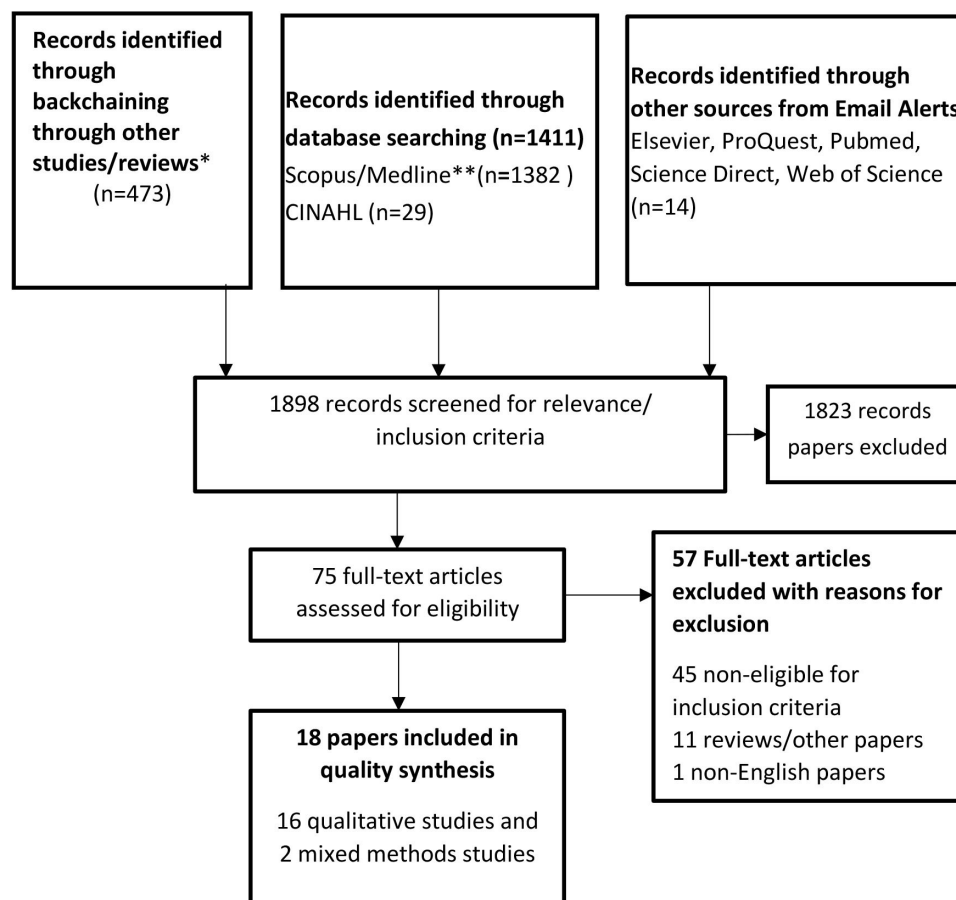 Records identified
through
backchaining
through other
studies/reviews*
(n=473)
Records identified through
database searching (n=1411)
Scopus/Medline**(n=1382 )
CINAHL (n=29)
Records identified through
other sources from Email Alerts
Elsevier, ProQuest, Pubmed,
Science Direct, Web of Science
(n=14)
1898 records screened for relevance/
inclusion criteria
1823 records
papers excluded
75 full-text articles
assessed for eligibility
57 Full-text articles
excluded with reasons for
exclusion
45 non-eligible for
inclusion criteria
11 reviews/other papers
1 non-English papers
18 papers included in
quality synthesis
16 qualitative studies and
2 mixed methods studies